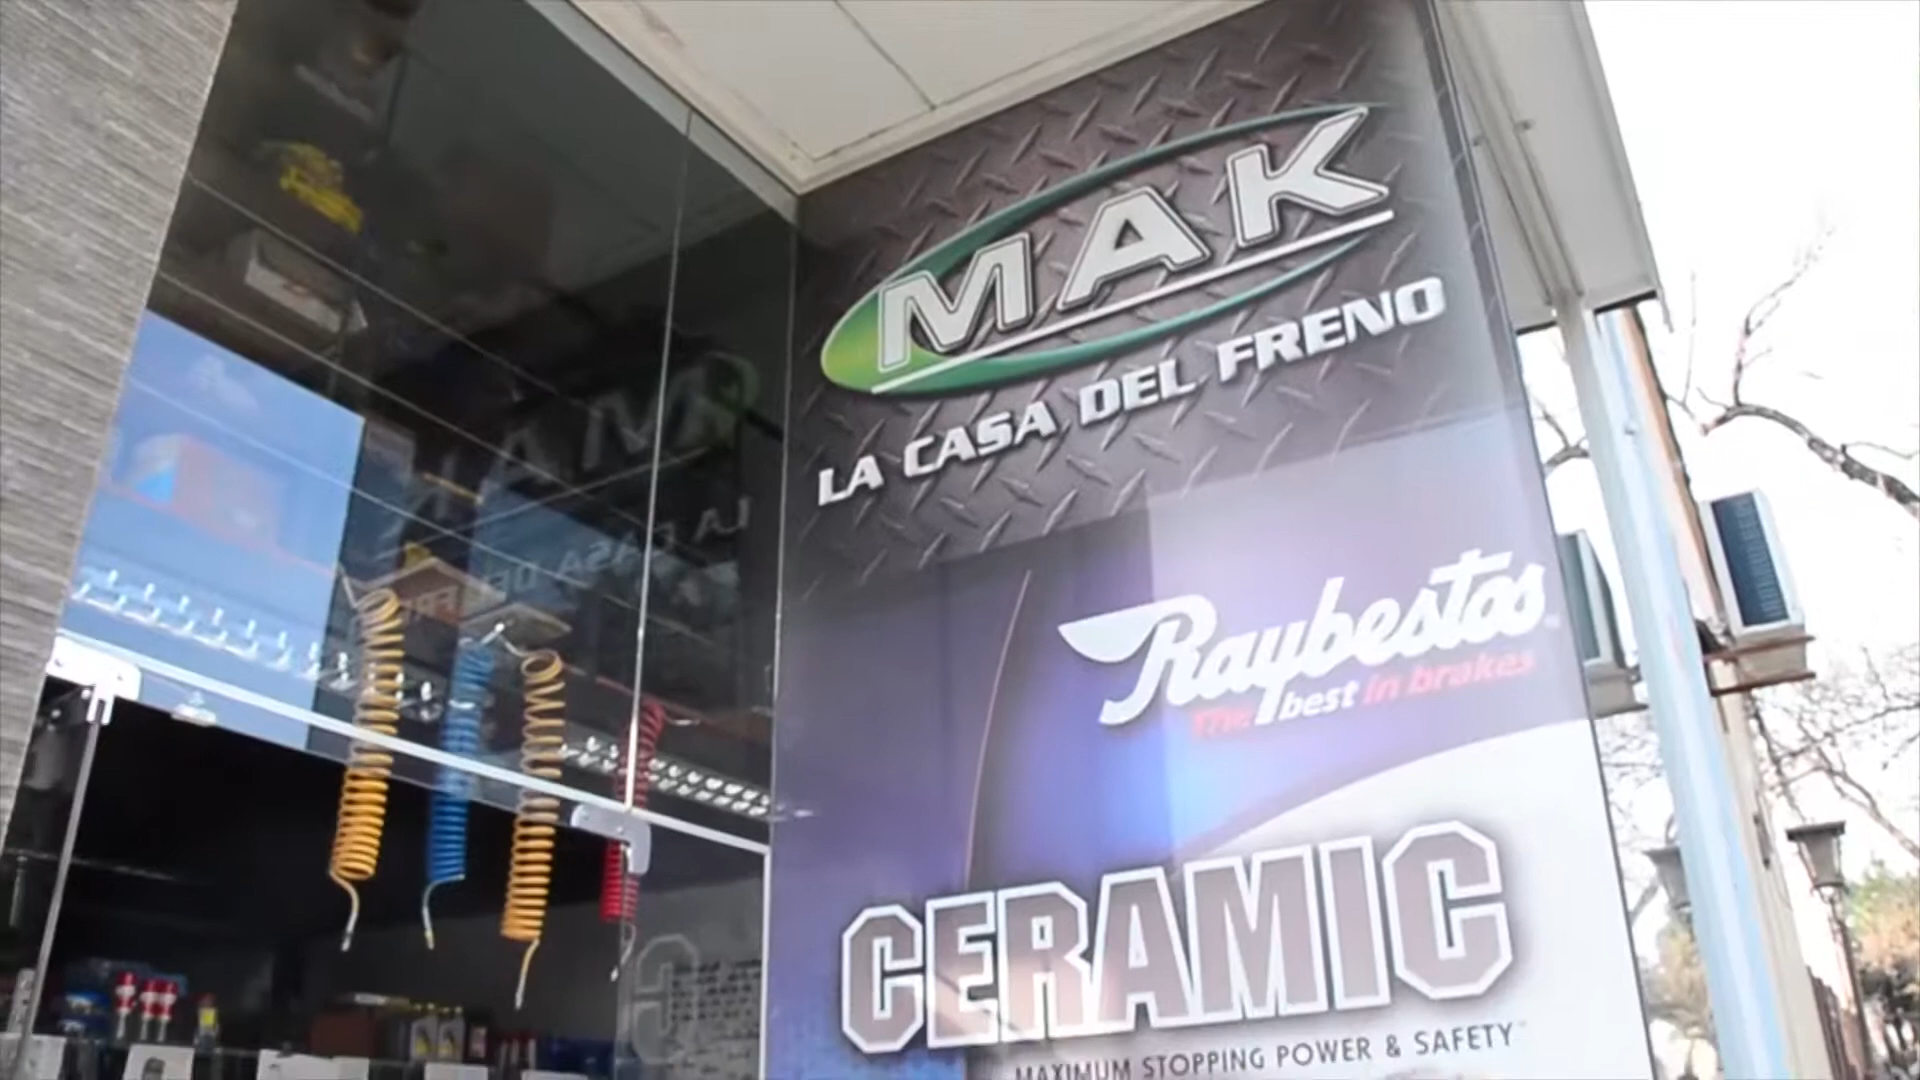 MAK
LA CASA DEL FRENO
Raybestos
The best in brakes
CERAMIC
MAXIMUM STOPPING POWER & SAFETY